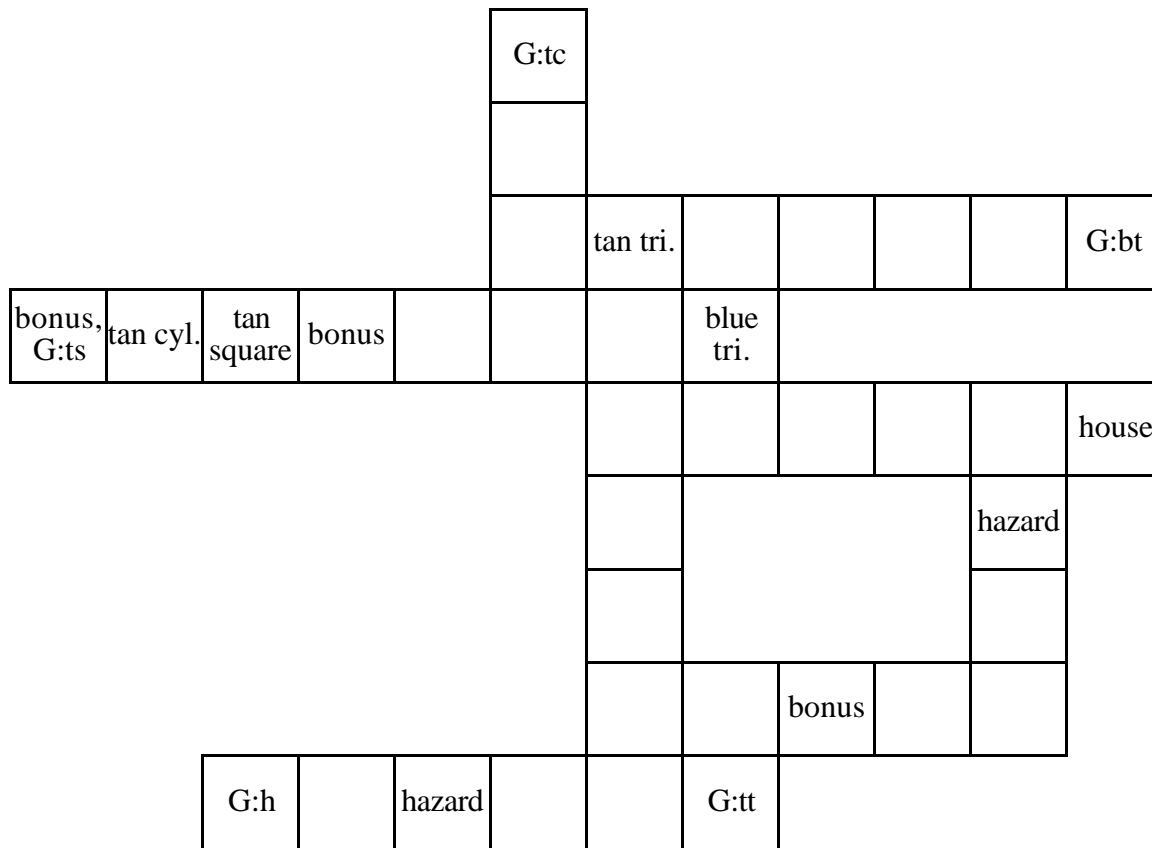 G:tc
tan tri.
G:bt
bonus,
G:ts
tan cyl.
tan
square
bonus
blue
tri.
house
hazard
bonus
G:h
hazard
G:tt